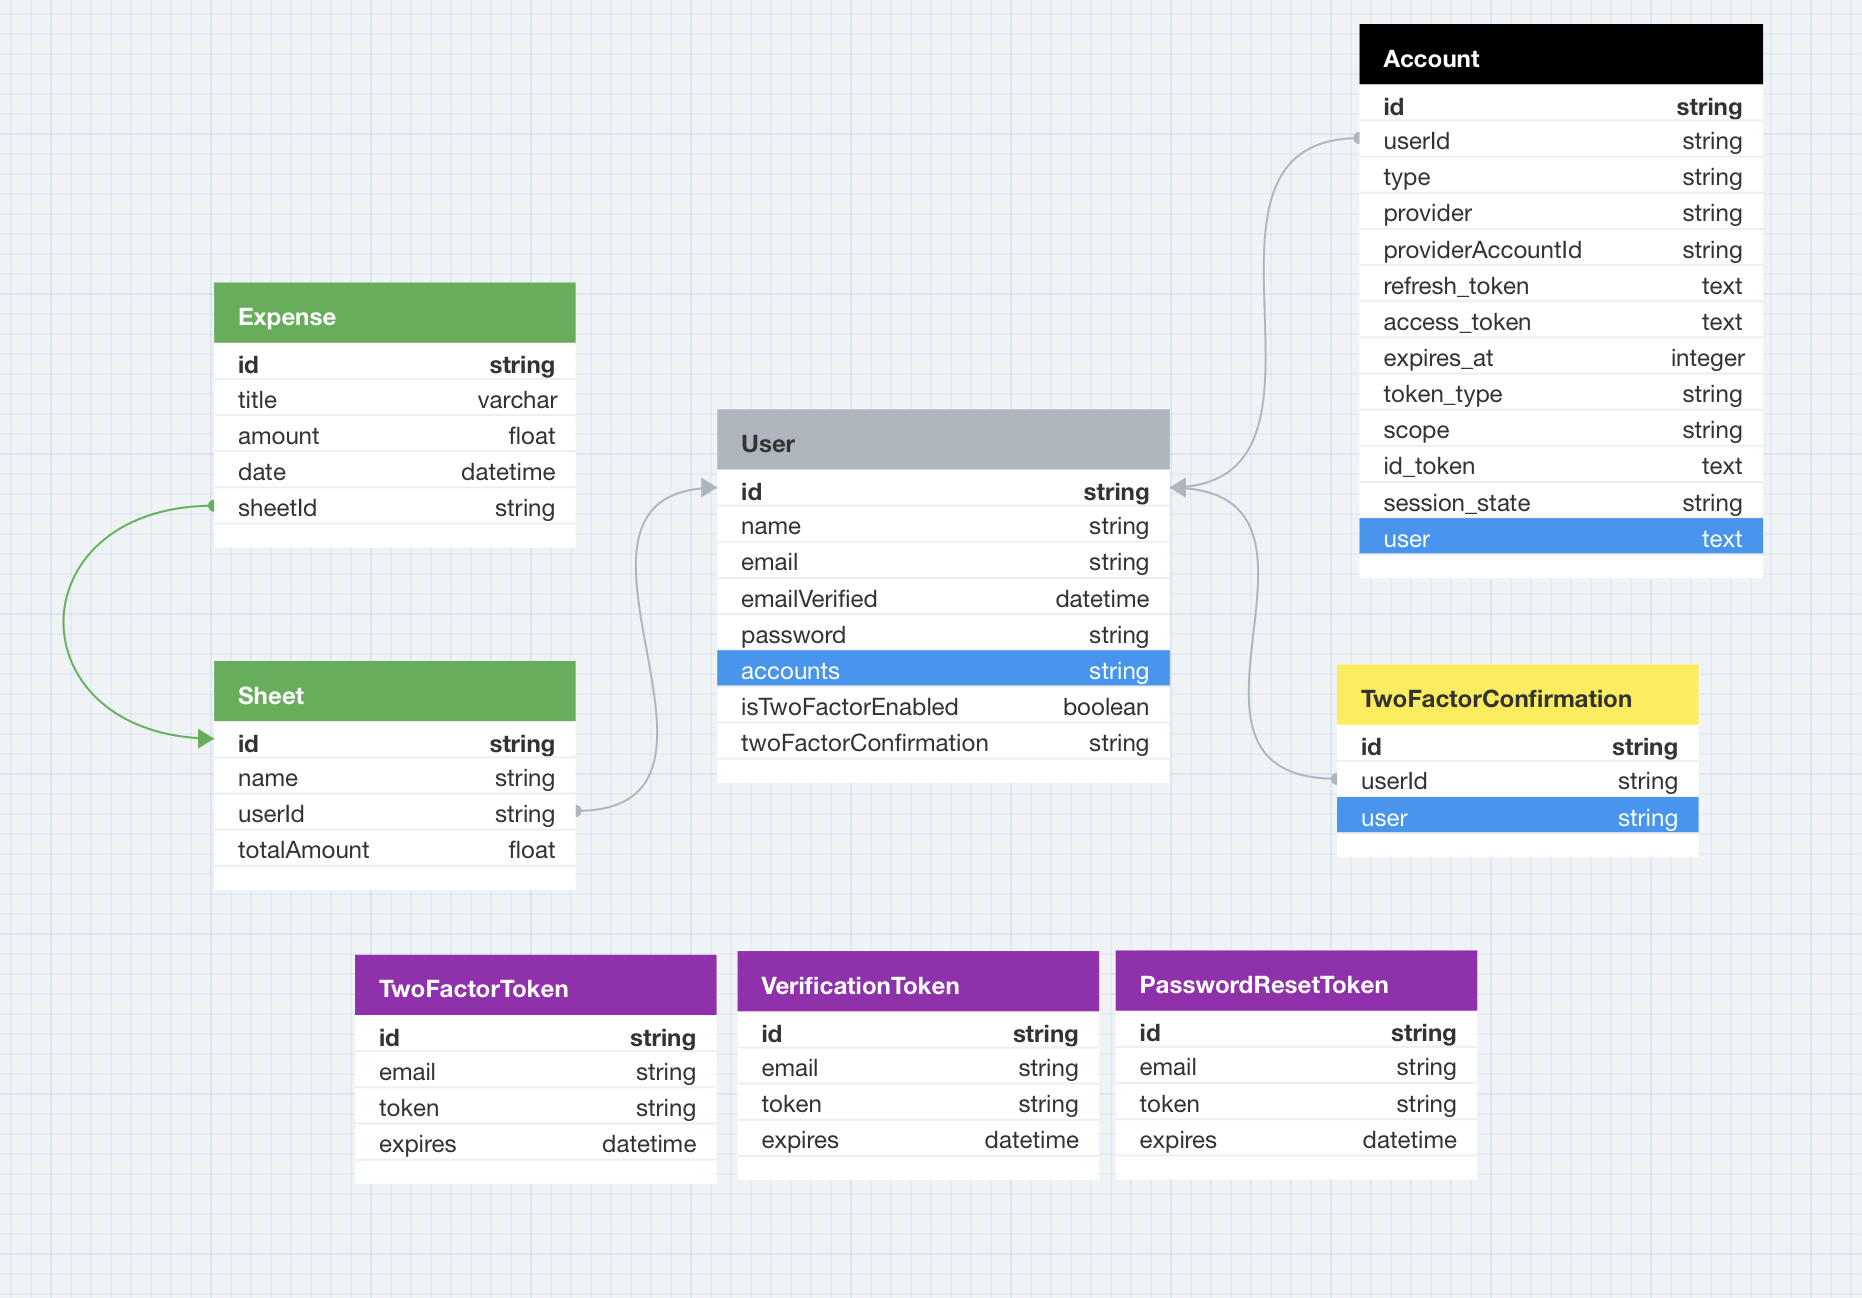 Account
id string
userId string
type string
provider string
providerAccountId string
refresh_token text
access_token text
expires_at integer
token_type string
scope string
id_token text
session_state string
user text
Expense
id string
title varchar
amount float
date datetime
sheetId string
User
id string
name string
email string
emailVerified datetime
password string
accounts string
isTwoFactorEnabled boolean
twoFactorConfirmation string
Sheet
id string
name string
userId string
totalAmount float
TwoFactorConfirmation
id string
userId string
user string
TwoFactorToken
id string
email string
token string
expires datetime
VerificationToken
id string
email string
token string
expires datetime
PasswordResetToken
id string
email string
token string
expires datetime